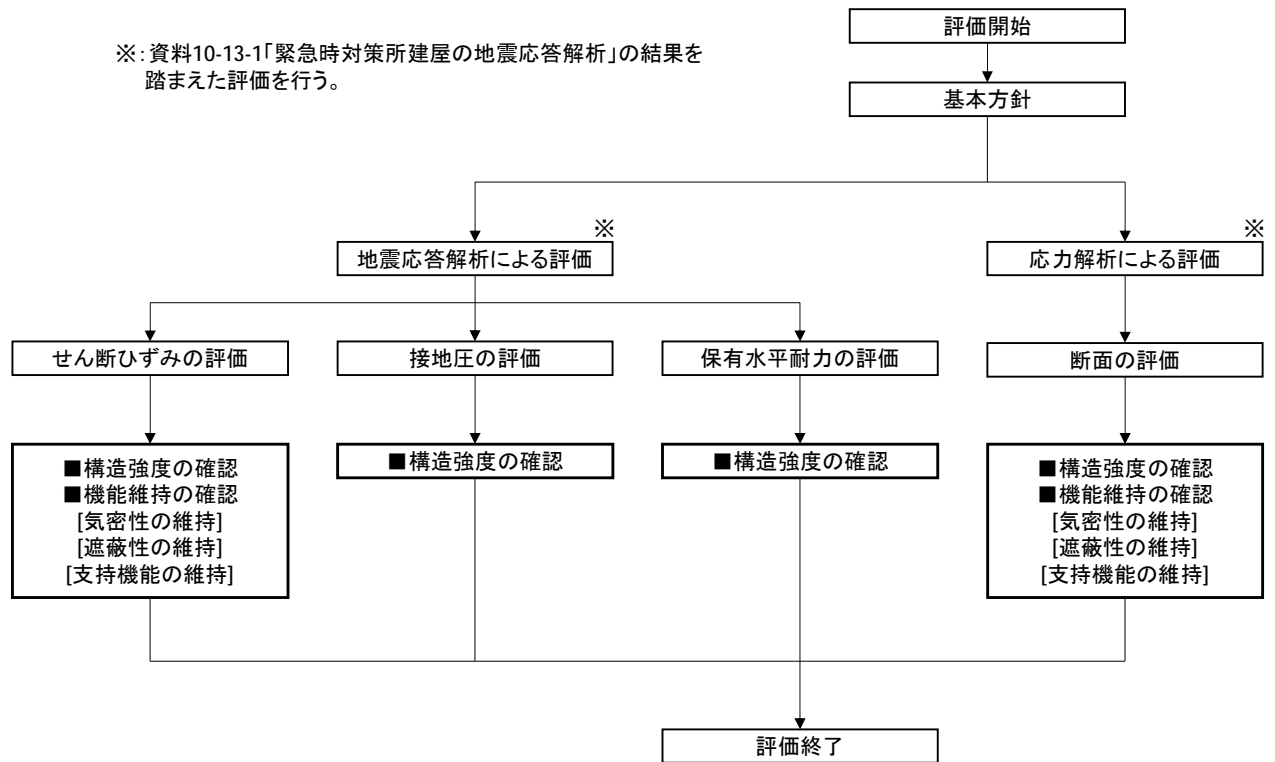 評価開始
※：資料10-13-1「緊急時対策所建屋の地震応答解析」の結果を
踏まえた評価を行う。
基本方針
※
※
地震応答解析による評価
応力解析による評価
せん断ひずみの評価
接地圧の評価
保有水平耐力の評価
断面の評価
■構造強度の確認
■機能維持の確認
[気密性の維持]
[遮蔽性の維持]
[支持機能の維持]
■構造強度の確認
■構造強度の確認
■構造強度の確認
■機能維持の確認
[気密性の維持]
[遮蔽性の維持]
[支持機能の維持]
評価終了